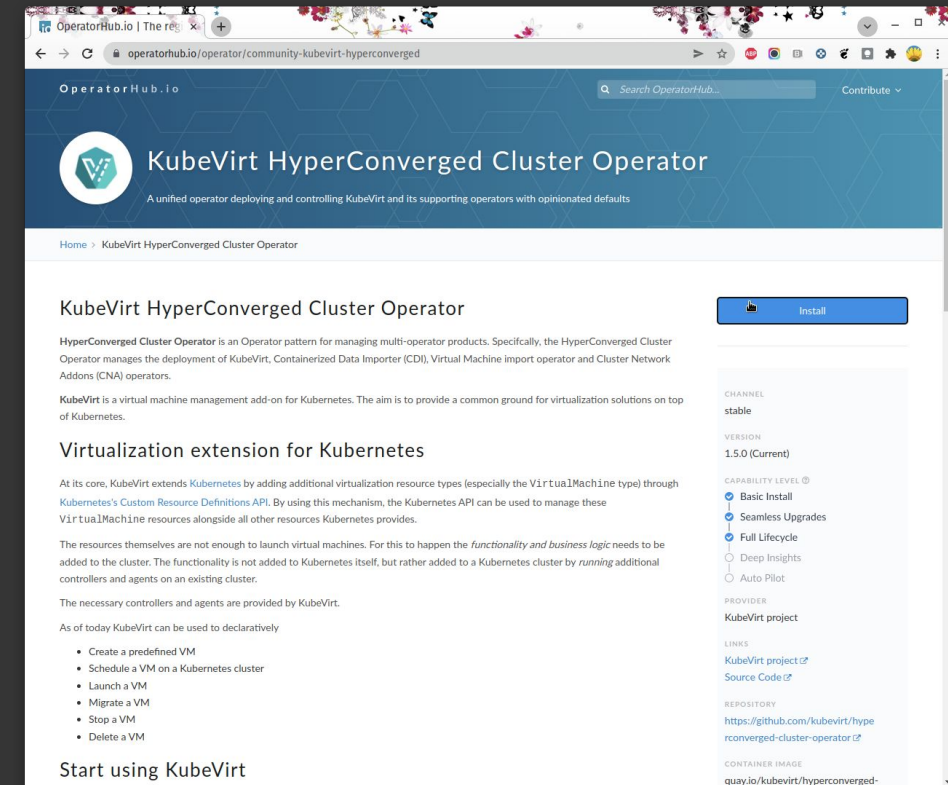 OperatorHub.io | The reg
operatorhub.io/operator/community-kubevirt-hyperconverged
ABP
OperatorHub.io
Search OperatorHub...
Contribute
KubeVirt HyperConverged Cluster Operator
A unified operator deploying and controlling KubeVirt and its supporting operators with opinionated defaults
Home > KubeVirt HyperConverged Cluster Operator
KubeVirt HyperConverged Cluster Operator
HyperConverged Cluster Operator is an Operator pattern for managing multi-operator products. Specifcally, the HyperConverged Cluster
Operator manages the deployment of KubeVirt, Containerized Data Importer (CDI), Virtual Machine import operator and Cluster Network
Addons (CNA) operators.
KubeVirt is a virtual machine management add-on for Kubernetes. The aim is to provide a common ground for virtualization solutions on top
of Kubernetes.
Virtualization extension for Kubernetes
At its core, KubeVirt extends Kubernetes by adding additional virtualization resource types (especially the VirtualMachine type) through
Kubernetes's Custom Resource Definitions API. By using this mechanism, the Kubernetes API can be used to manage these
VirtualMachine resources alongside all other resources Kubernetes provides.
The resources themselves are not enough to launch virtual machines. For this to happen the functionality and business logic needs to be
added to the cluster. The functionality is not added to Kubernetes itself, but rather added to a Kubernetes cluster by running additional
controllers and agents on an existing cluster.
The necessary controllers and agents are provided by KubeVirt.
As of today KubeVirt can be used to declaratively
• Create a predefined VM
• Schedule a VM on a Kubernetes cluster
• Launch a VM
• Migrate a VM
• Stop a VM
• Delete a VM
Start using KubeVirt
Install
CHANNEL
stable
VERSION
1.5.0 (Current)
CAPABILITY LEVEL
Basic Install
Seamless Upgrades
Full Lifecycle
Deep Insights
Auto Pilot
PROVIDER
KubeVirt project
LINKS
KubeVirt project
Source Code
REPOSITORY
https://github.com/kubevirt/hype
rconverged-cluster-operator
CONTAINER IMAGE
quay.io/kubevirt/hyperconverged-